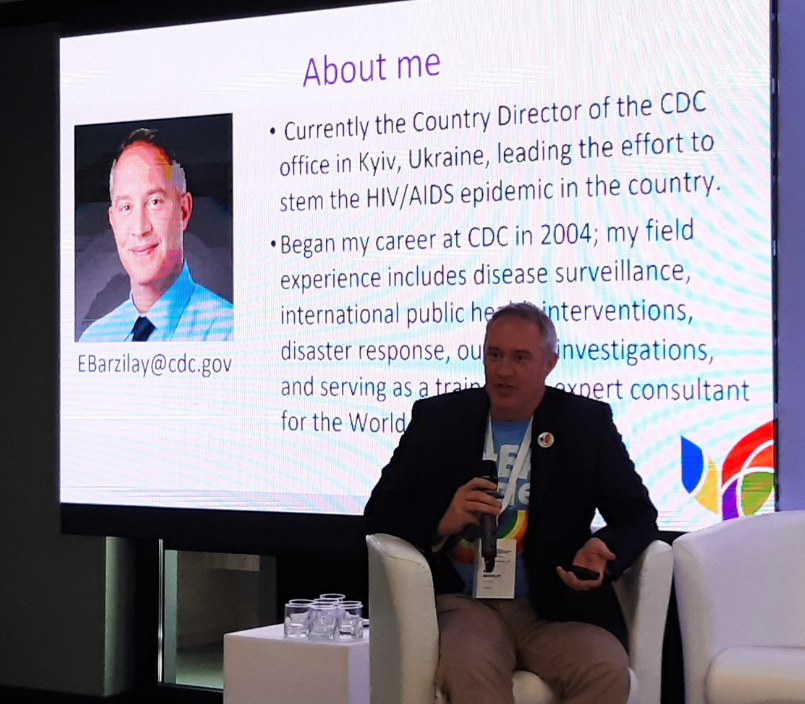 About me
• Currently the Country Director of the CDC
office in Kyiv, Ukraine, leading the effort to
stem the HIV/AIDS epidemic in the country.
• Began my career at CDC in 2004; my field
experience includes disease surveillance,
international public interventions,
disaster response, investigations,
and serving as a expert consultant
for the World
EBarzilay@cdc.gov